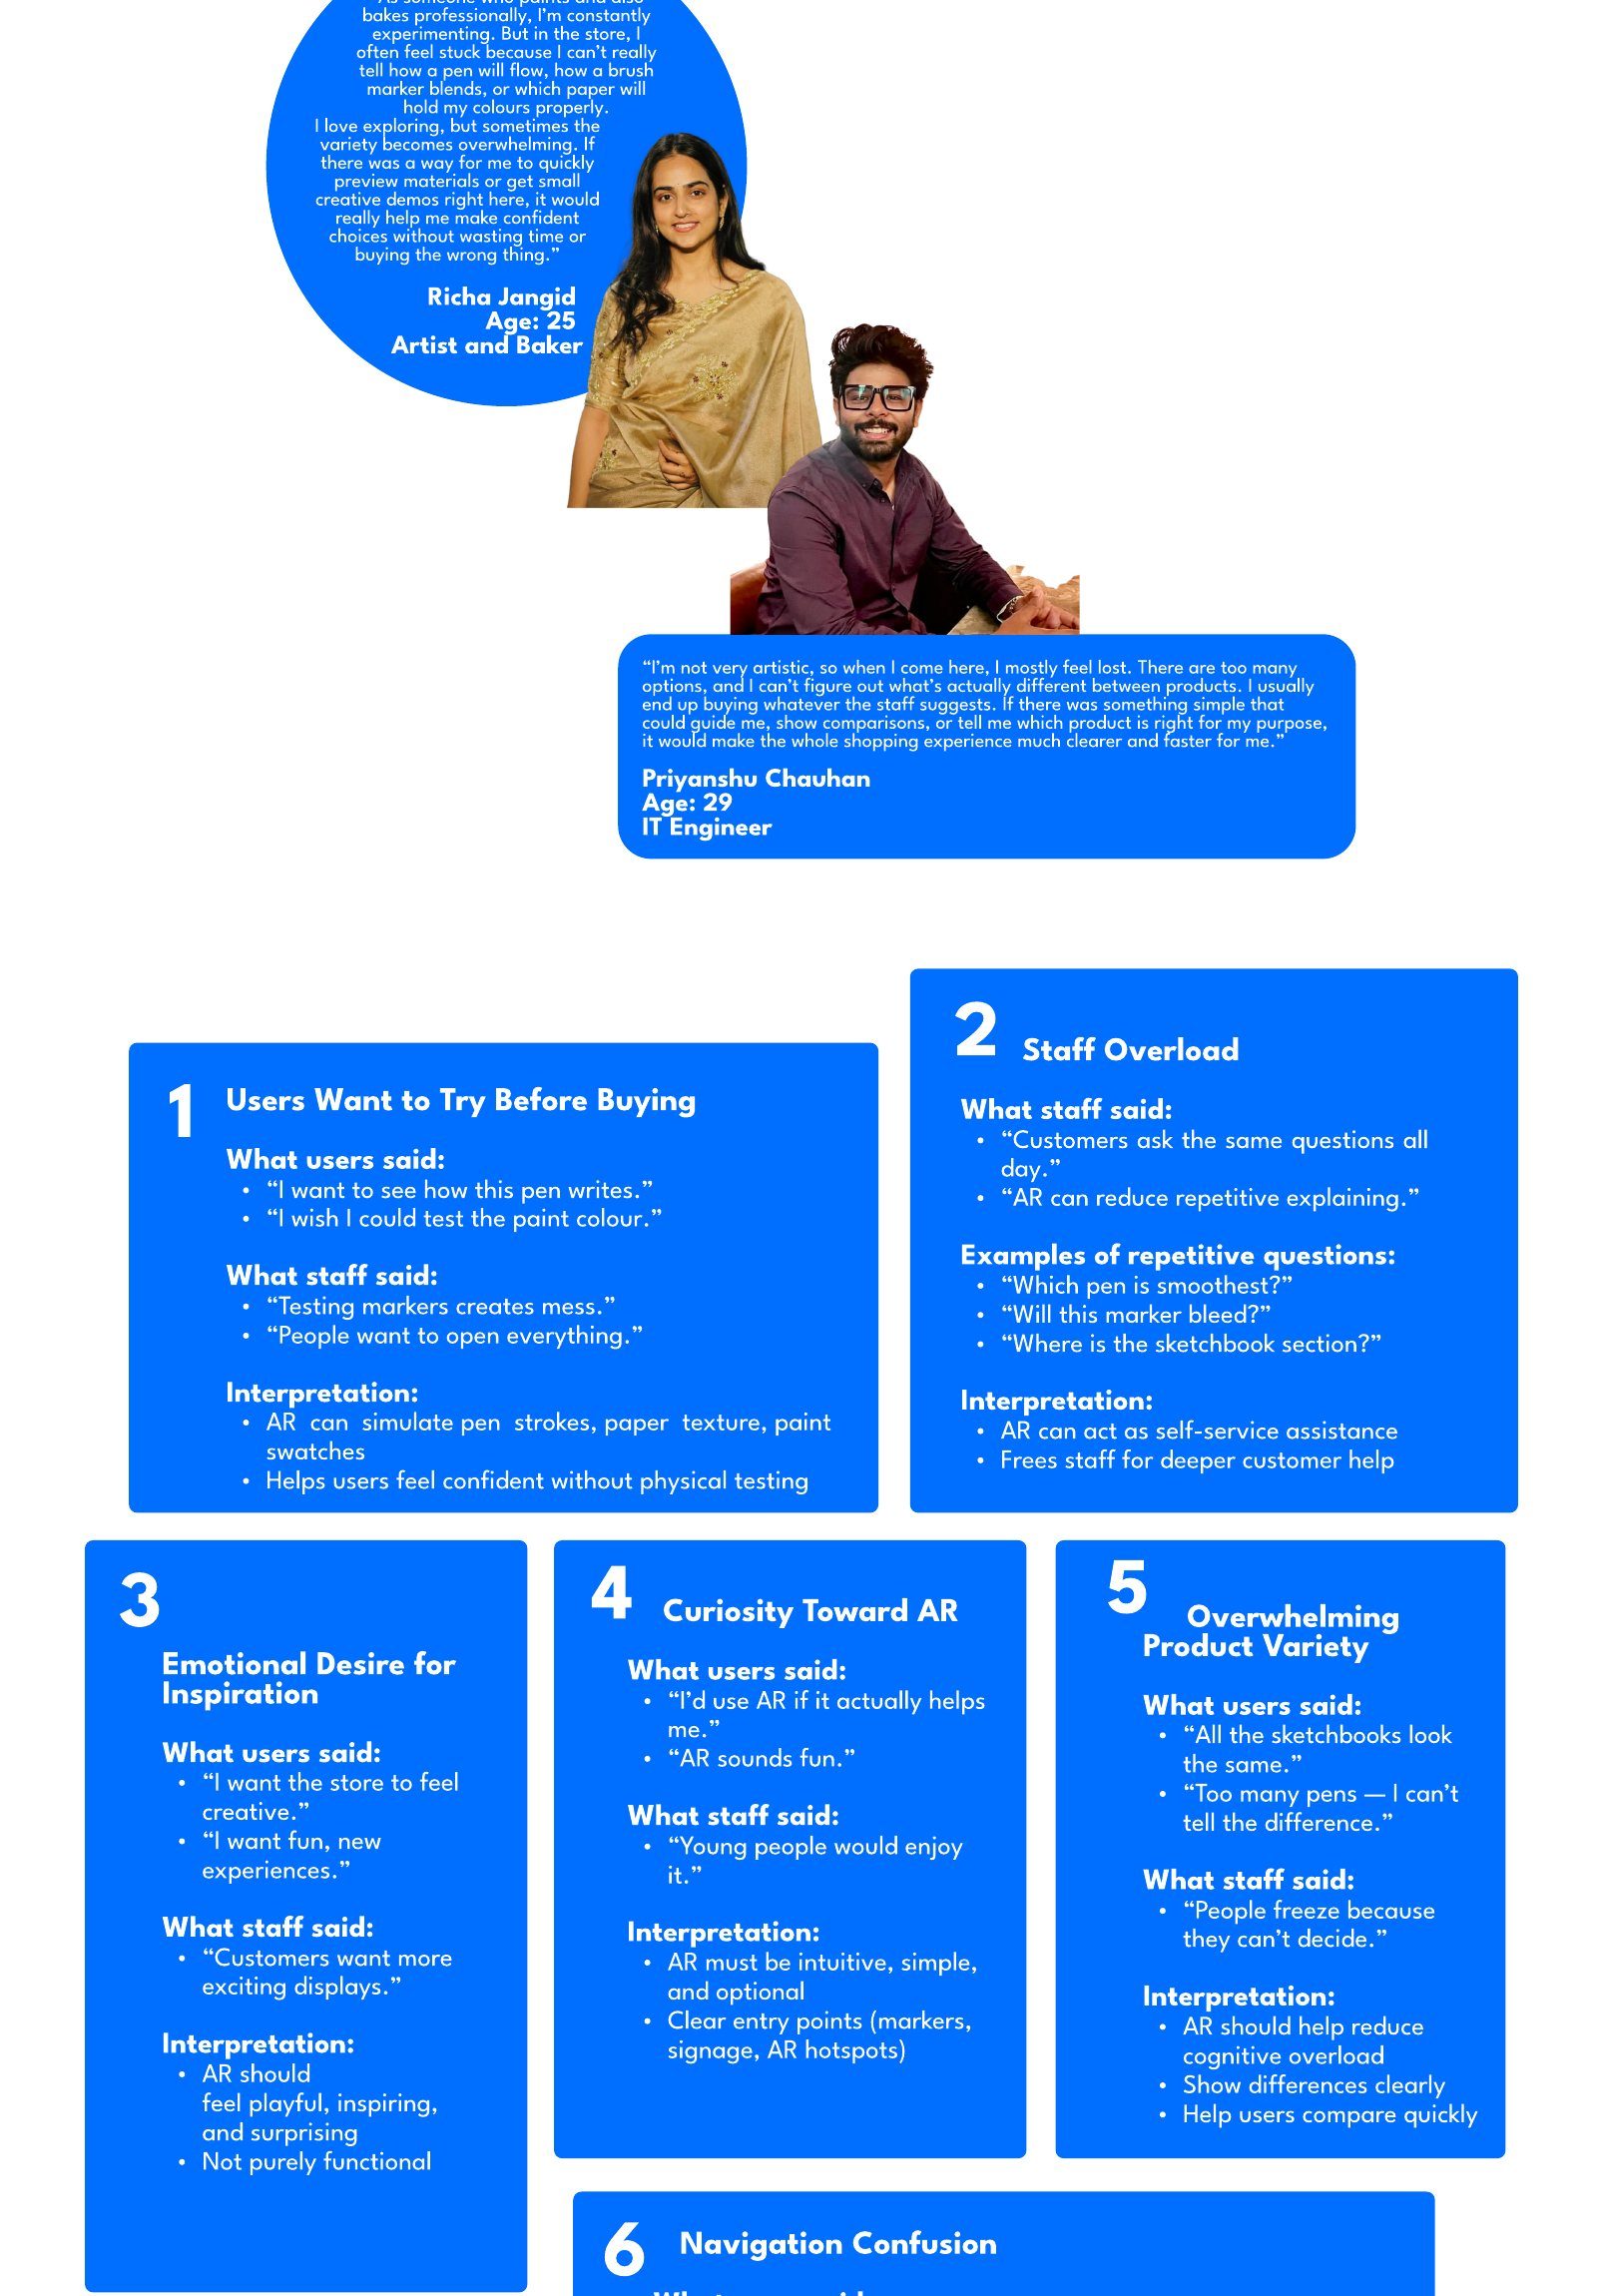 “As someone who paints and also
bakes professionally, I’m constantly
experimenting. But in the store, I
often feel stuck because I can’t really
tell how a pen will flow, how a brush
marker blends, or which paper will
hold my colours properly.
I love exploring, but sometimes the
variety becomes overwhelming. If
there was a way for me to quickly
preview materials or get small
creative demos right here, it would
really help me make confident
choices without wasting time or
buying the wrong thing.”
Richa Jangid
Age: 25
Artist and Baker
“I’m not very artistic, so when I come here, I mostly feel lost. There are too many
options, and I can’t figure out what’s actually different between products. I usually
end up buying whatever the staff suggests. If there was something simple that
could guide me, show comparisons, or tell me which product is right for my purpose,
it would make the whole shopping experience much clearer and faster for me.”
Priyanshu Chauhan
Age: 29
IT Engineer
1
Users Want to Try Before Buying
What users said:
• “I want to see how this pen writes.”
• “I wish I could test the paint colour.”
What staff said:
• “Testing markers creates mess.”
• “People want to open everything.”
Interpretation:
• AR can simulate pen strokes, paper texture, paint
swatches
• Helps users feel confident without physical testing
2
Staff Overload
What staff said:
• “Customers ask the same questions all
day.”
• “AR can reduce repetitive explaining.”
Examples of repetitive questions:
• “Which pen is smoothest?”
• “Will this marker bleed?”
• “Where is the sketchbook section?”
Interpretation:
• AR can act as self-service assistance
• Frees staff for deeper customer help
3
Emotional Desire for
Inspiration
What users said:
• “I want the store to feel
creative.”
• “I want fun, new
experiences.”
What staff said:
• “Customers want more
exciting displays.”
Interpretation:
• AR should
feel playful, inspiring,
and surprising
• Not purely functional
4
Curiosity Toward AR
What users said:
• “I’d use AR if it actually helps
me.”
• “AR sounds fun.”
What staff said:
• “Young people would enjoy
it.”
Interpretation:
• AR must be intuitive, simple,
and optional
• Clear entry points (markers,
signage, AR hotspots)
5
Overwhelming
Product Variety
What users said:
• “All the sketchbooks look
the same.”
• “Too many pens — I can’t
tell the difference.”
What staff said:
• “People freeze because
they can’t decide.”
Interpretation:
• AR should help reduce
cognitive overload
• Show differences clearly
• Help users compare quickly
6
Navigation Confusion